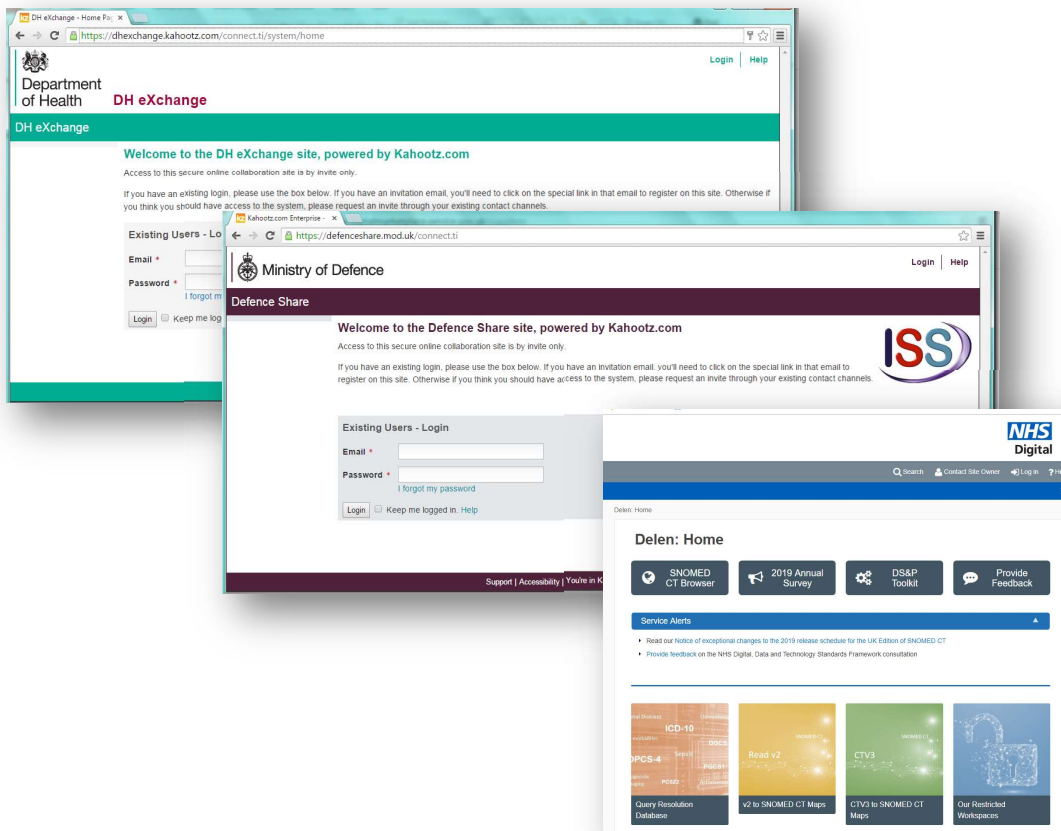 DH eXchange - Home Pa
https://dhexchange.kahootz.com/connect.ti/system/home
Login | Help
Department
of Health
DH eXchange
DH eXchange
Welcome to the DH eXchange site, powered by Kahootz.com
Access to this secure online collaboration site is by invite only.
If you have an existing login, please use the box below. If you have an invitation email, you'll need to click on the special link in that email to register on this site. Otherwise if
you think you should have access to the system, please request an invite through your existing contact channels.
Existing Users - Lo
Email *
Password *
I forgot m
Login Keep me log
Kahootz.com Enterprise -
https://defenceshare.mod.uk/connect.ti
Login | Help
Ministry of Defence
Defence Share
Welcome to the Defence Share site, powered by Kahootz.com
Access to this secure online collaboration site is by invite only.
If you have an existing login, please use the box below. If you have an invitation email. you'll need to click on the special link in that email to
register on this site. Otherwise if you think you should have access to the system, please request an invite through your existing contact channels.
ISS
Existing Users - Login
Email *
Password *
I forgot my password
Login Keep me logged in. Help
Support | Accessibility | You're in K
NHS
Digital
Search Contact Site Owner Log in ? He
Delen: Home
Delen: Home
SNOMED
CT Browser
2019 Annual
Survey
DS&P
Toolkit
Provide
Feedback
Service Alerts
Read our Notice of exceptional changes to the 2019 release schedule for the UK Edition of SNOMED CT
Provide feedback on the NHS Digital, Data and Technology Standards Framework consultation
ICD-10
OPCS-4
Read v2
SNOMED CT
CTV3
SNOMED CT
Query Resolution
Database
v2 to SNOMED CT Maps
CTV3 to SNOMED CT
Maps
Our Restricted
Workspaces